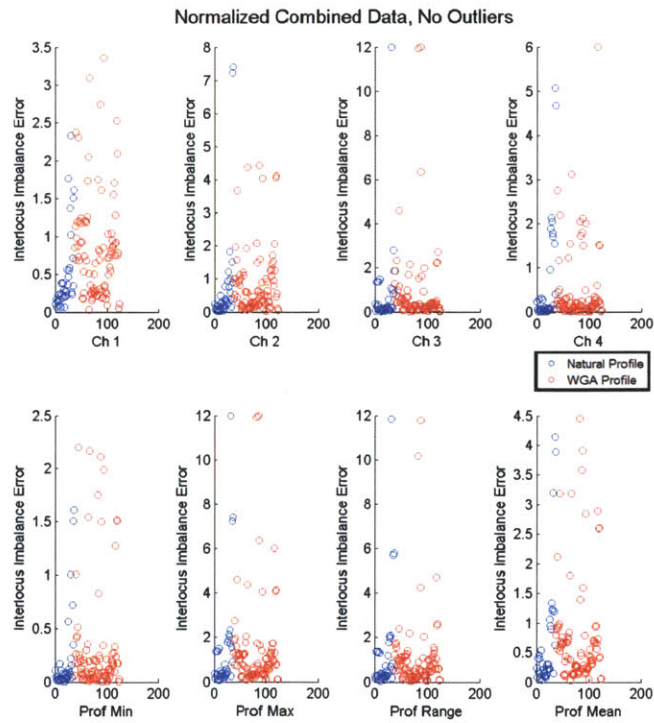 Normalized Combined Data, No Outliers
Interlocus Imbalance Error
3.5
3
2.5
2
1.5
1
0.5
0
0 100 200
Ch 1
Interlocus Imbalance Error
8
7
6
5
4
3
2
1
0
0 100 200
Ch 2
Interlocus Imbalance Error
12
10
8
6
4
2
0
0 100 200
Ch 3
Interlocus Imbalance Error
6
5
4
3
2
1
0
0 100 200
Ch 4
Natural Profile
WGA Profile
Interlocus Imbalance Error
2.5
2
1.5
1
0.5
0
0 100 200
Prof Min
Interlocus Imbalance Error
12
10
8
6
4
2
0
0 100 200
Prof Max
Interlocus Imbalance Error
12
10
8
6
4
2
0
0 100 200
Prof Range
Interlocus Imbalance Error
4.5
4
3.5
3
2.5
2
1.5
1
0.5
0
0 100 200
Prof Mean